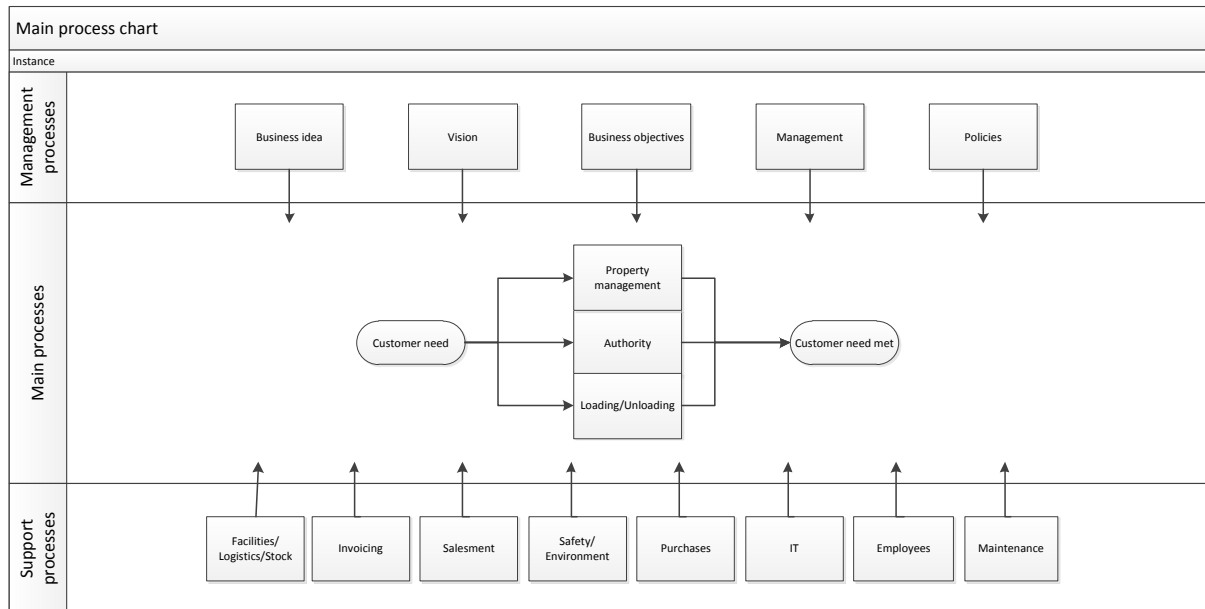 Main process chart
Instance
Management
processes
Business idea
Vision
Business objectives
Management
Policies
Main processes
Customer need
Property
management
Authority
Loading/Unloading
Customer need met
Support
processes
Facilities/
Logistics/Stock
Invoicing
Salesment
Safety/
Environment
Purchases
IT
Employees
Maintenance